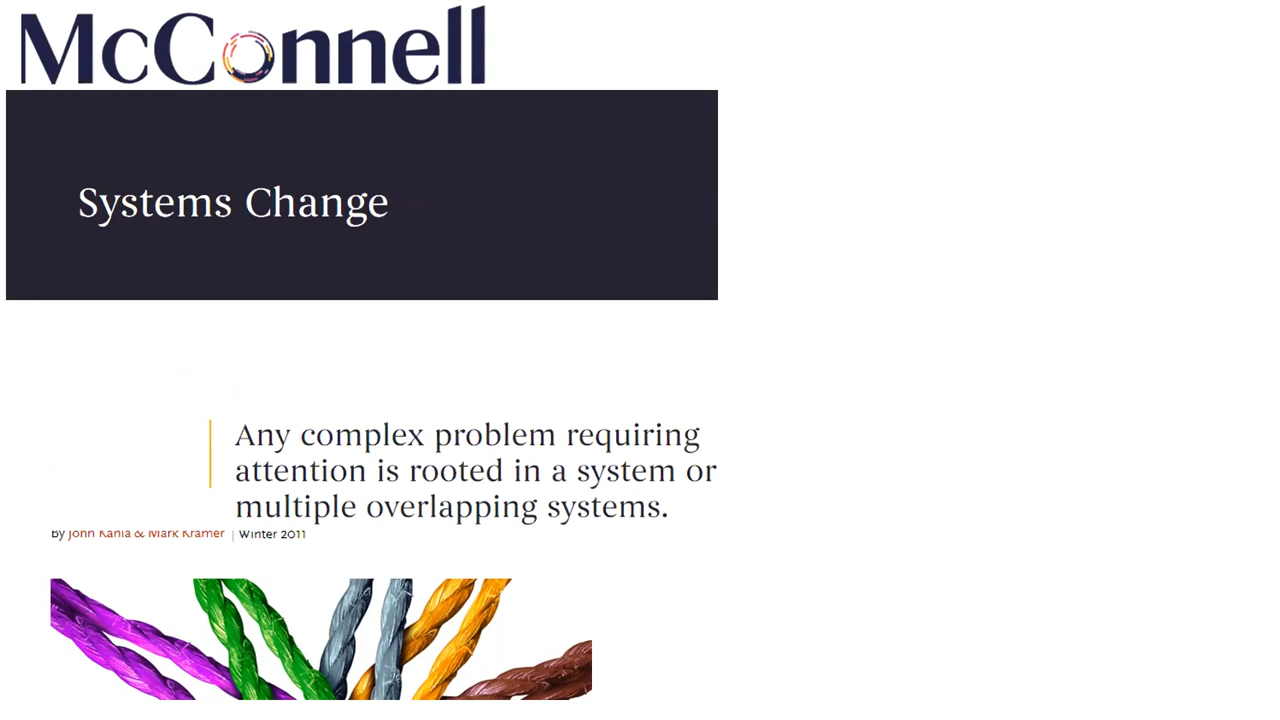 McConnell
Systems Change
Any complex problem requiring
attention is rooted in a system or
multiple overlapping systems.
By John Kania & Mark Kramer | Winter 2011